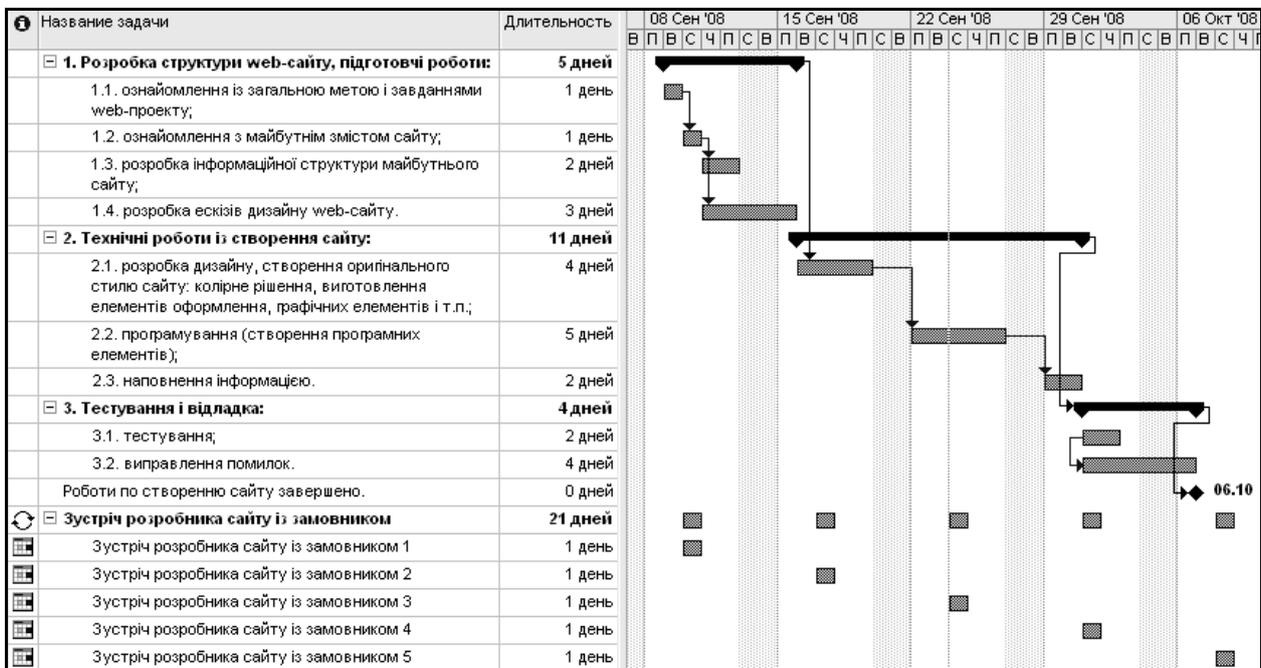 Название задачи Длительность 08 Сен '08 15 Сен '08 22 Сен '08 29 Сен '08 06 Окт '08
В П В С Ч П С В П В С Ч П С В П В С Ч П С В П В С Ч П С В П В С Ч
1. Розробка структури web-сайту, підготовчі роботи: 5 дней
1.1. ознайомлення із загальною метою і завданнями 1 день
web-проекту;
1.2. ознайомлення з майбутнім змістом сайту; 1 день
1.3. розробка інформаційної структури майбутнього 2 дней
сайту;
1.4. розробка ескізів дизайну web-сайту. 3 дней
2. Технічні роботи із створення сайту: 11 дней
2.1. розробка дизайну, створення оригінального 4 дней
стилю сайту: колірне рішення, виготовлення
елементів оформлення, графічних елементів і т.п.;
2.2. програмування (створення програмних 5 дней
елементів);
2.3. наповнення інформацією. 2 дней
3. Тестування і відладка: 4 дней
3.1. тестування; 2 дней
3.2. виправлення помилок. 4 дней
Роботи по створенню сайту завершено. 0 дней 06.10
Зустріч розробника сайту із замовником 21 дней
Зустріч розробника сайту із замовником 1 1 день
Зустріч розробника сайту із замовником 2 1 день
Зустріч розробника сайту із замовником 3 1 день
Зустріч розробника сайту із замовником 4 1 день
Зустріч розробника сайту із замовником 5 1 день